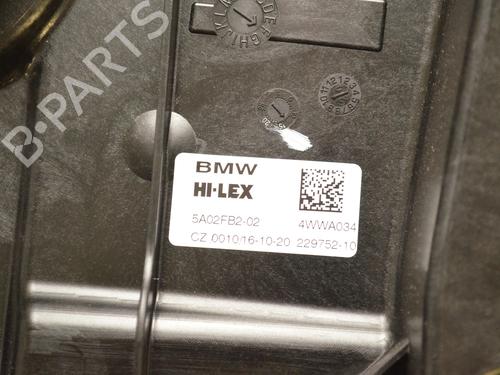 B-PARTS
BMW
HI-LEX
5A02FB2-02 4WWA034
CZ 0010/16-10-20 229752-10